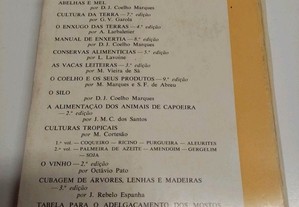 ABELHAS E MEL
por D. J. Coelho Marques
CULTURA DA TERRA — 7.ª edição
por G. V. Garola
O ENXUGO DAS TERRAS — 4.ª edição
por A. Larbaletier
MANUAL DE ENXERTIA — 8.ª edição
por D. J. Coelho Marques
CONSERVAS ALIMENTICIAS — 5.ª edição
por L. Lavoine
AS VACAS LEITEIRAS — 3.ª edição
por M. Vieira de Sá
O COELHO E OS SEUS PRODUTOS — 9.ª edição
por M. Marques e S.F. de Abreu
O SILO
por D. J. Coelho Marques
A ALIMENTAÇÃO DOS ANIMAIS DE CAPOEIRA
— 2.ª edição
por J. M. C. dos Santos
CULTURAS TROPICAIS
por M. Cortesão
1.º vol — COQUEIRO — RICINO — PURGUEIRA — ALEURITES
2.º vol — PALMEIRA DE AZEITE — AMENDOIM — GERGELIM
— SOJA
O VINHO — 2.ª edição
por Octávio Pato
CUBAGEM DE ÁRVORES, LENHAS E MADEIRAS
— 3.ª edição
por J. Rebelo Espanha
TABELA PARA O ADELGAÇAMENTO DOS MOSTOS